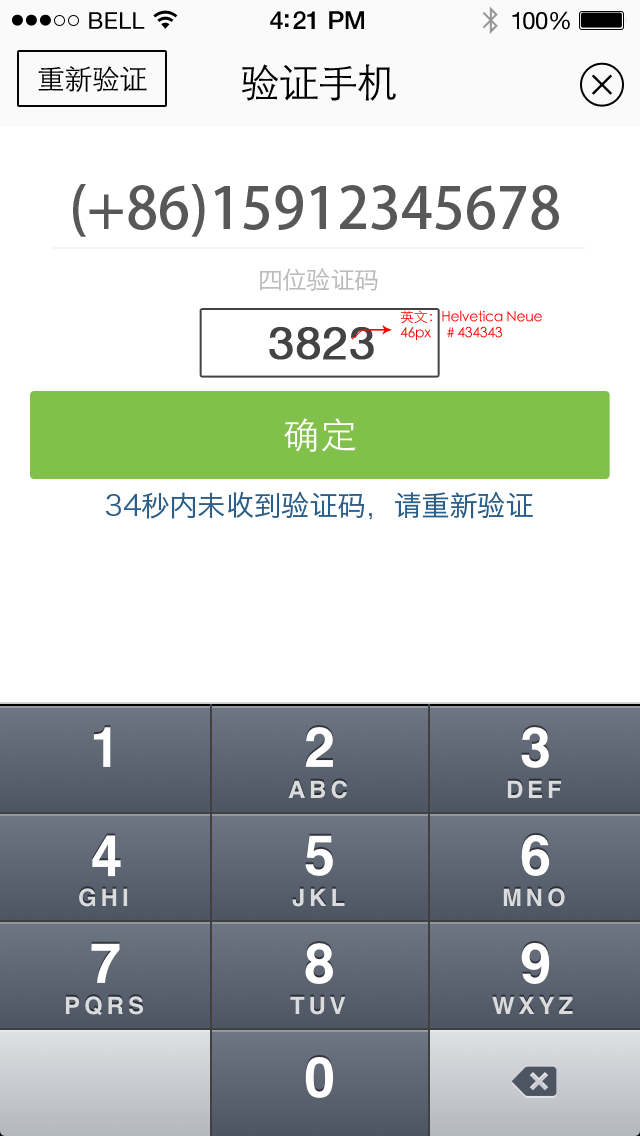 BELL 4:21 PM 100%
重新验证 验证手机
(+86)15912345678
四位验证码
英文：Helvetica Neue
3823 46px #434343
确定
34秒内未收到验证码，请重新验证
1 2 3
ABC DEF
4 5 6
GHI JKL MNO
7 8 9
PQRS TUV WXYZ
0